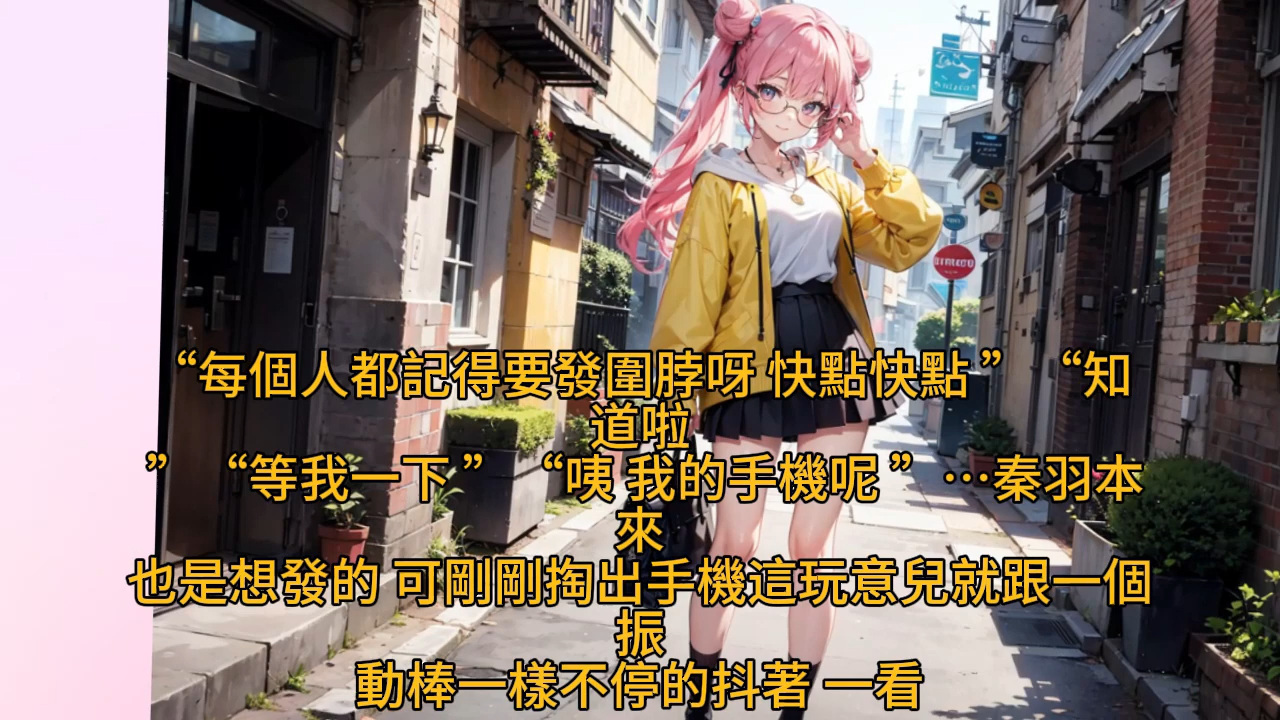 “每個人都記得要發圍脖呀 快點快點 ” “知
道啦
” “等我一下 ” “咦 我的手機呢 ” …秦羽本
來
也是想發的 可剛剛掏出手機這玩意兒就跟一個
振
動棒一樣不停的抖著 一看